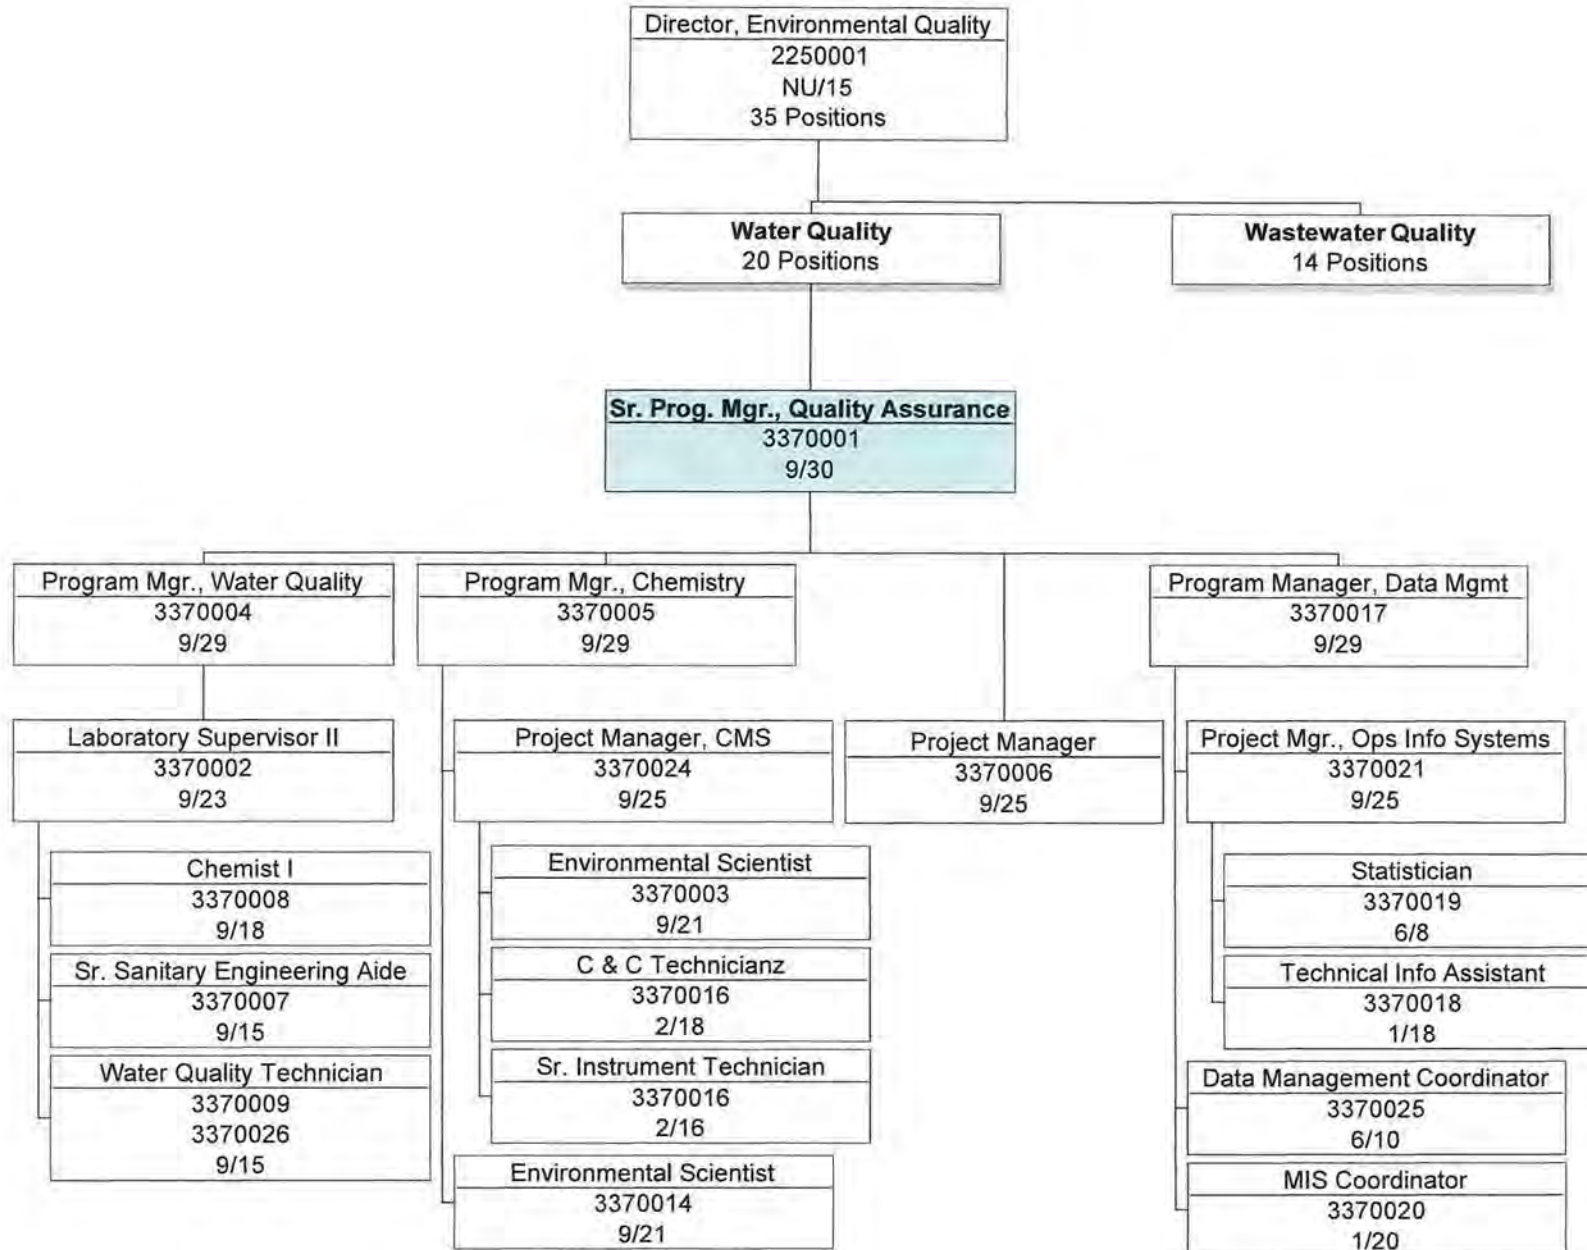 Director, Environmental Quality
2250001
NU/15
35 Positions
Water Quality
20 Positions
Wastewater Quality
14 Positions
Sr. Prog. Mgr., Quality Assurance
3370001
9/30
Program Mgr., Water Quality
3370004
9/29
Laboratory Supervisor II
3370002
9/23
Chemist I
3370008
9/18
Sr. Sanitary Engineering Aide
3370007
9/15
Water Quality Technician
3370009
3370026
9/15
Program Mgr., Chemistry
3370005
9/29
Project Manager, CMS
3370024
9/25
Environmental Scientist
3370003
9/21
C & C Technicianz
3370016
2/18
Sr. Instrument Technician
3370016
2/16
Environmental Scientist
3370014
9/21
Project Manager
3370006
9/25
Program Manager, Data Mgmt
3370017
9/29
Project Mgr., Ops Info Systems
3370021
9/25
Statistician
3370019
6/8
Technical Info Assistant
3370018
1/18
Data Management Coordinator
3370025
6/10
MIS Coordinator
3370020
1/20